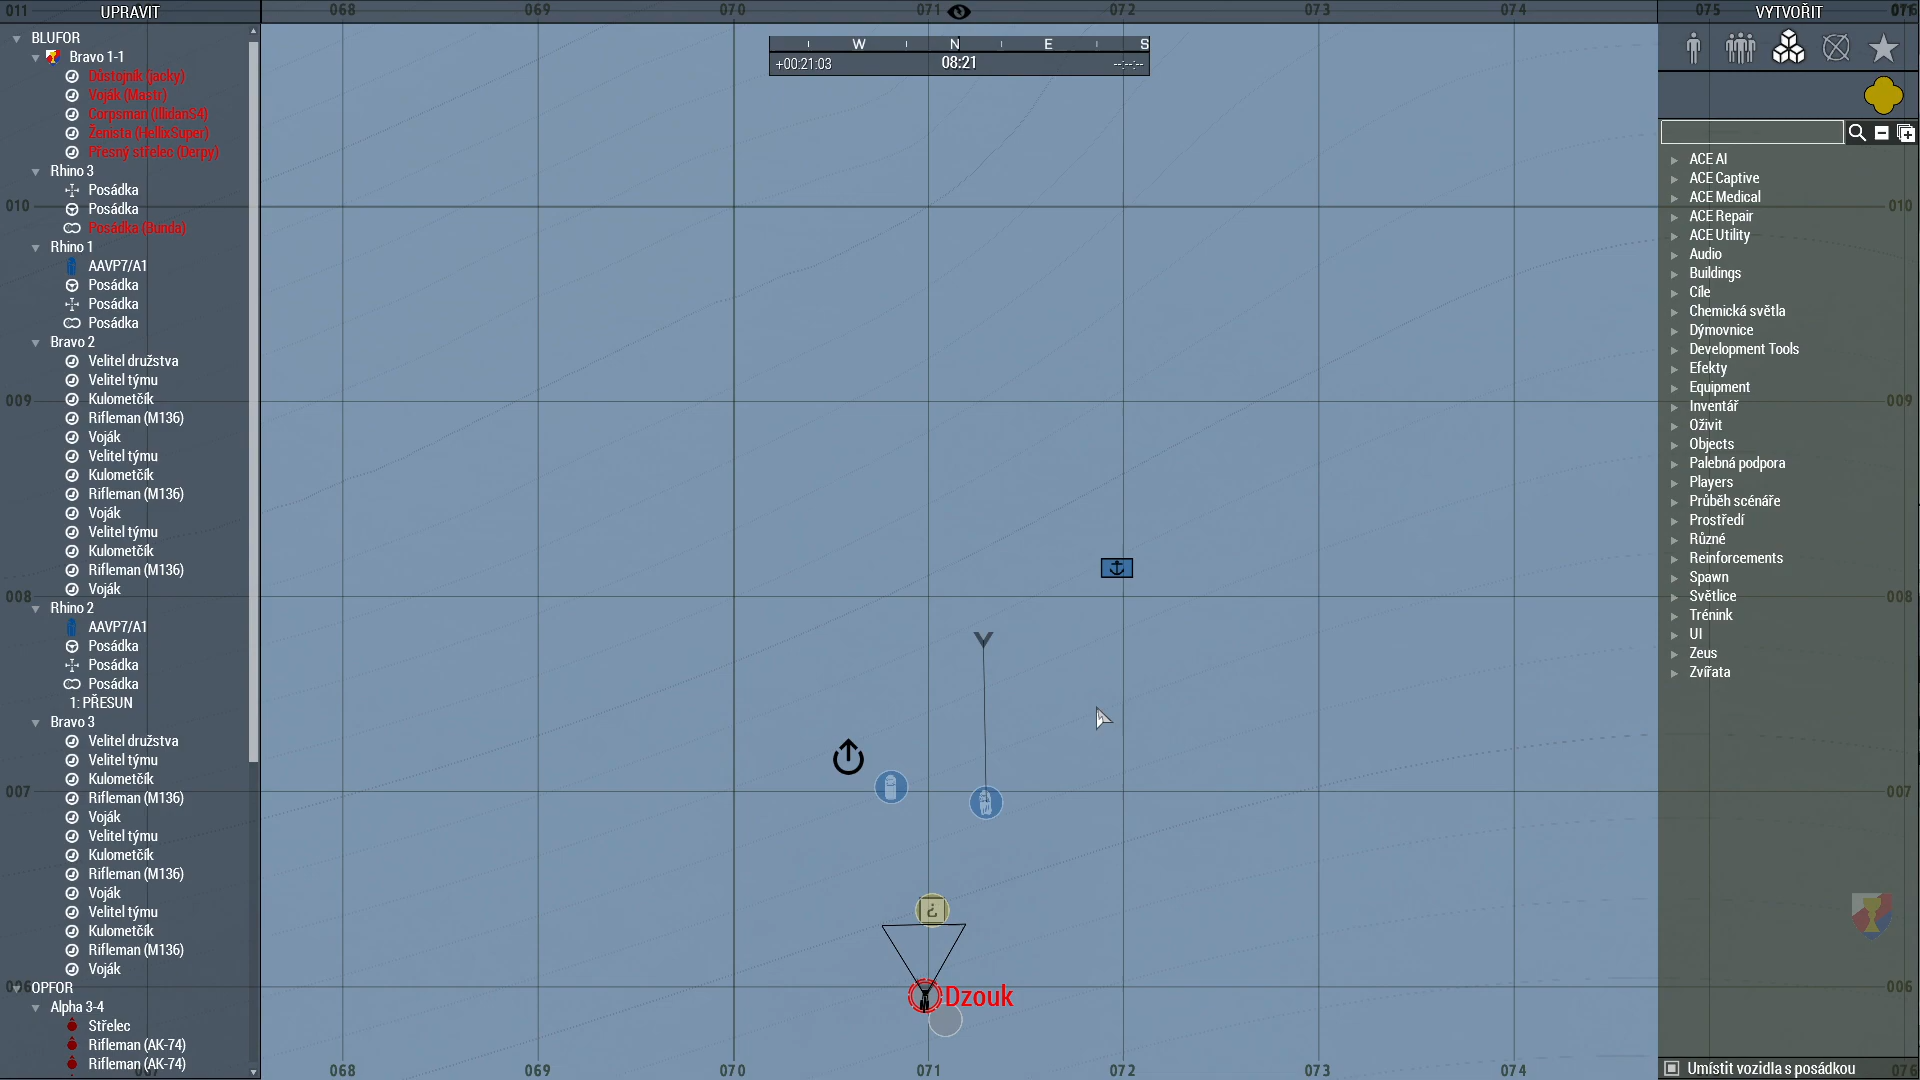 011
UPRAVIT
068
069
070
071
072
073
074
075
VYTVOŘIT
BLUFOR
Bravo 1-1
Důstojník (jacky)
Voják (Mastr)
Corpsman (IllidanS4)
Ženista (HellixSuper)
Přesný střelec (Derpy)
Rhino 3
Posádka
Posádka
Posádka (Bunda)
Rhino 1
AAVP7/A1
Posádka
Posádka
Posádka
Bravo 2
Velitel družstva
Velitel týmu
Kulometčík
Rifleman (M136)
Voják
Velitel týmu
Kulometčík
Rifleman (M136)
Voják
Velitel týmu
Kulometčík
Rifleman (M136)
Voják
Rhino 2
AAVP7/A1
Posádka
Posádka
Posádka
1: PŘESUN
Bravo 3
Velitel družstva
Velitel týmu
Kulometčík
Rifleman (M136)
Voják
Velitel týmu
Kulometčík
Rifleman (M136)
Voják
Velitel týmu
Kulometčík
Rifleman (M136)
Voják
OPFOR
Alpha 3-4
Střelec
Rifleman (AK-74)
Rifleman (AK-74)
010
009
008
007
W N E S
+00:21:03 08:21 --:--:--
Dzouk
068
069
070
071
072
073
074
ACE AI
ACE Captive
ACE Medical
ACE Repair
ACE Utility
Audio
Buildings
Cíle
Chemická světla
Dýmovnice
Development Tools
Efekty
Equipment
Inventář
Oživit
Objects
Palebná podpora
Players
Průběh scénáře
Prostředí
Různé
Reinforcements
Spawn
Světlice
Trénink
UI
Zeus
Zvířata
010
009
008
007
006
Umístit vozidla s posádkou